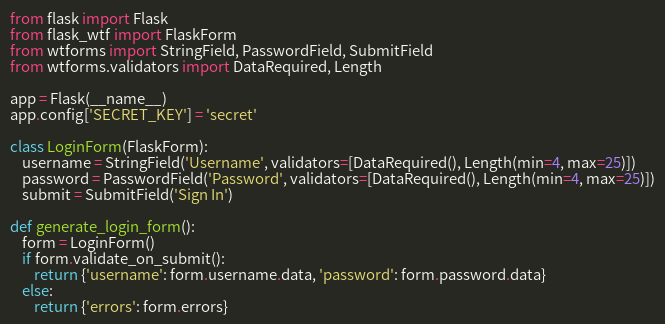 from flask import Flask
from flask_wtf import FlaskForm
from wtforms import StringField, PasswordField, SubmitField
from wtforms.validators import DataRequired, Length

app = Flask(__name__)
app.config['SECRET_KEY'] = 'secret'

class LoginForm(FlaskForm):
    username = StringField('Username', validators=[DataRequired(), Length(min=4, max=25)])
    password = PasswordField('Password', validators=[DataRequired(), Length(min=4, max=25)])
    submit = SubmitField('Sign In')

def generate_login_form():
    form = LoginForm()
    if form.validate_on_submit():
        return {'username': form.username.data, 'password': form.password.data}
    else:
        return {'errors': form.errors}